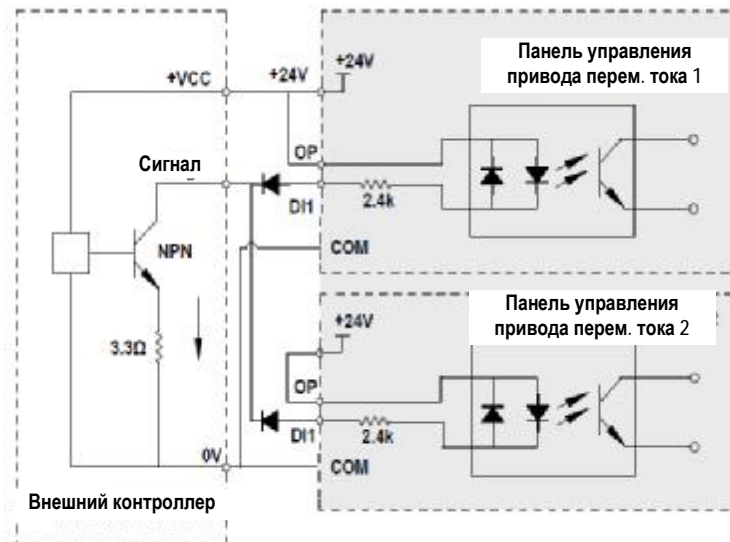 Панель управления
привода перем. тока 1
+24V
+24V
+VCC
OP
Сигнал
DI1
2.4k
COM
NPN
3.3Ω
Панель управления
привода перем. тока 2
+24V
OP
DI1
2.4k
0V
COM
Внешний контроллер